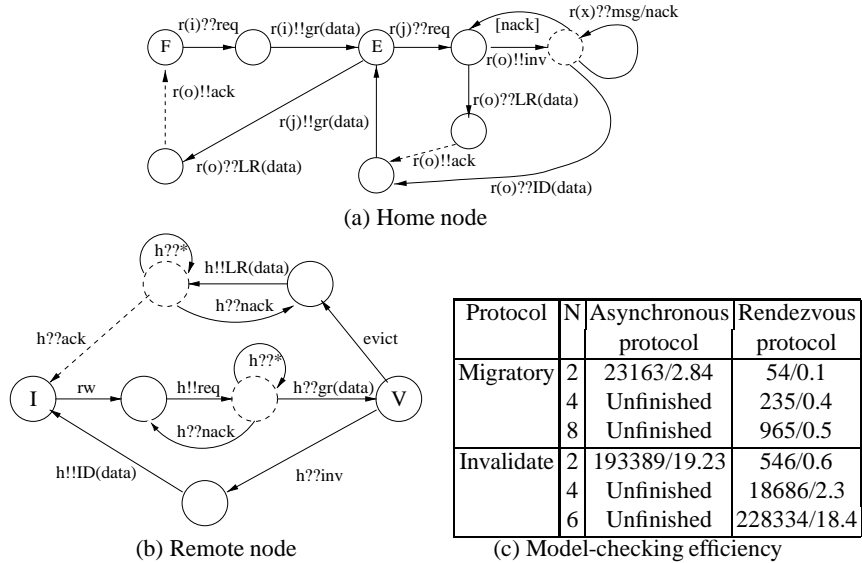 r(x)??msg/nack
r(i)??req
r(i)!!gr(data)
r(j)??req
[nack]
F
E
r(o)!!inv
r(o)!!ack
r(j)!!gr(data)
r(o)??LR(data)
r(o)??LR(data)
r(o)!!ack
r(o)??ID(data)
(a) Home node
h??*
h!!LR(data)
h??nack
h??ack
evict
h??*
I
rw
h!!req
h??gr(data)
V
h??nack
h!!ID(data)
h??inv
(b) Remote node
Protocol N Asynchronous protocol Rendezvous protocol
Migratory 2 23163/2.84 54/0.1
4 Unfinished 235/0.4
8 Unfinished 965/0.5
Invalidate 2 193389/19.23 546/0.6
4 Unfinished 18686/2.3
6 Unfinished 228334/18.4
(c) Model-checking efficiency